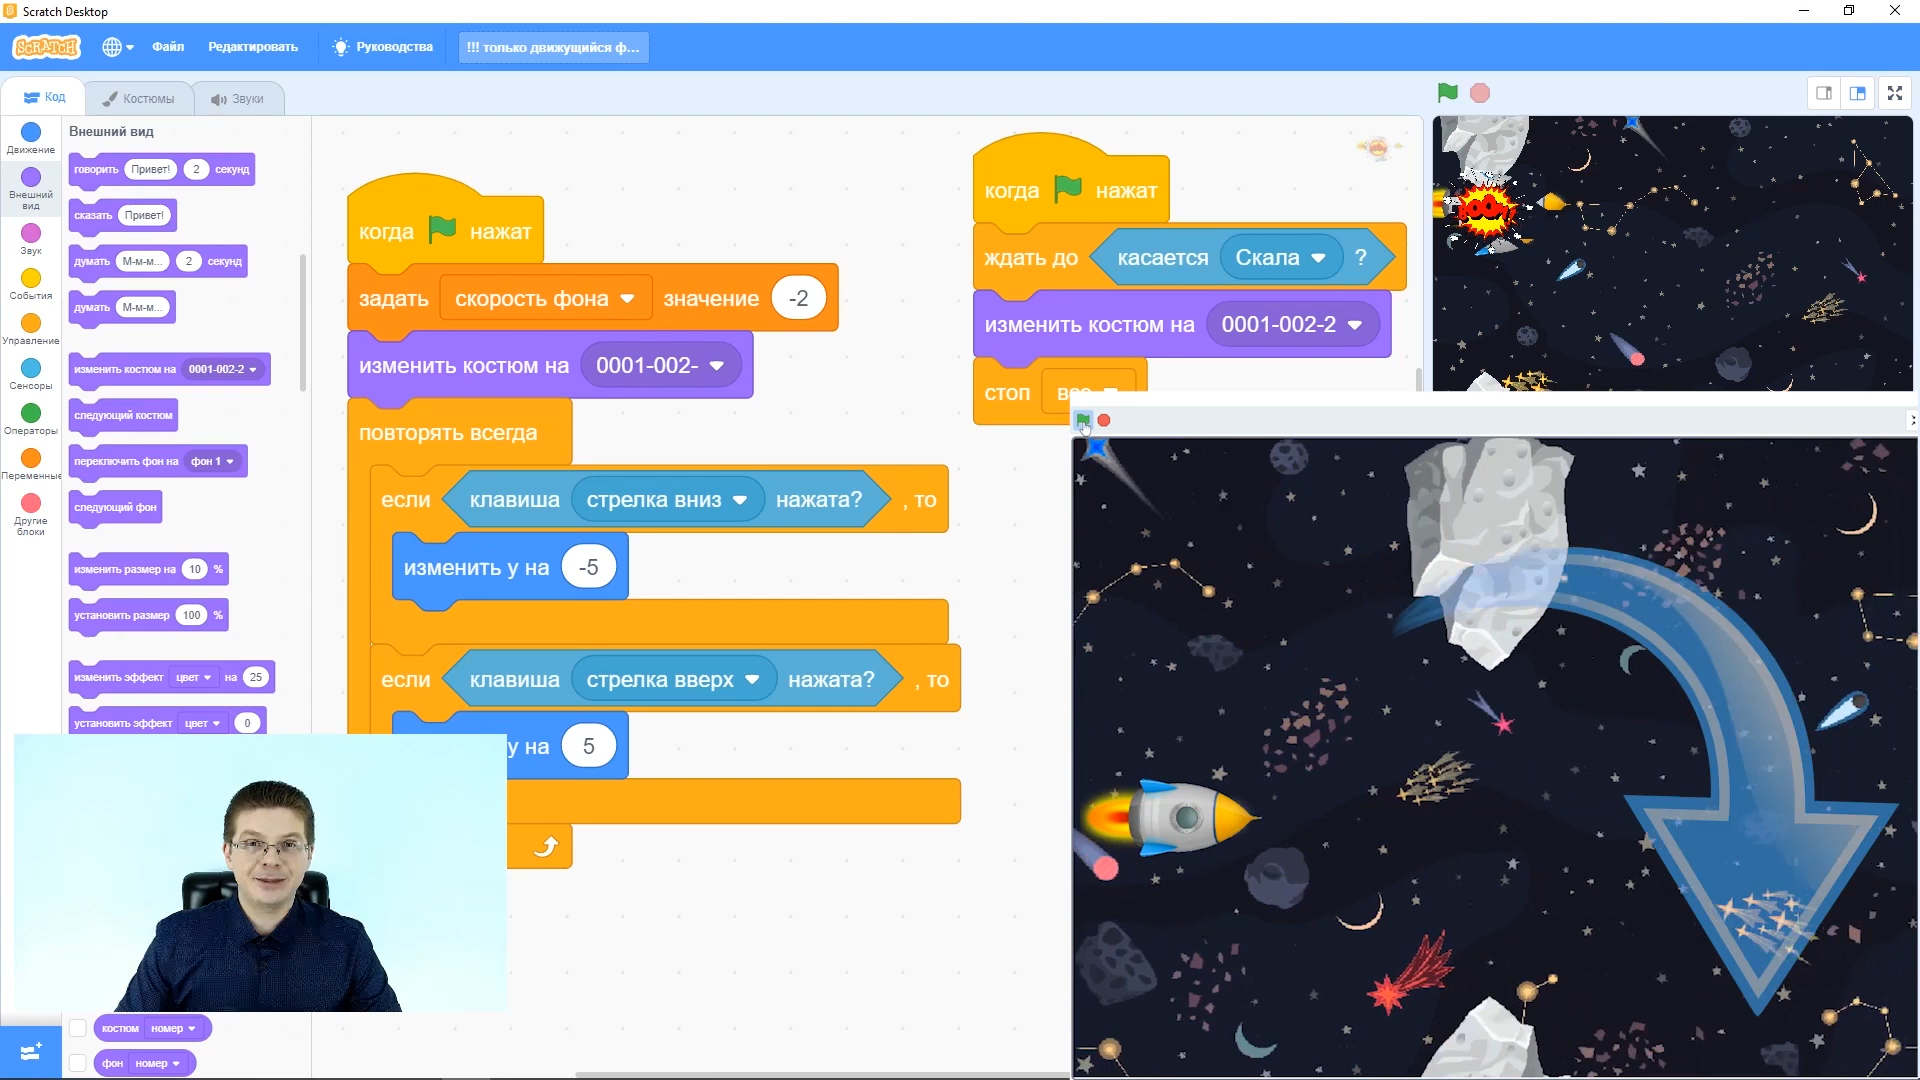 Scratch Desktop
SCRATCH
Файл
Редактировать
Руководства
!!! только движущийся ф...
Код
Костюмы
Звуки
Движение
Внешний
вид
Звук
События
Управление
Сенсоры
Операторы
Переменные
Другие
блоки
Внешний вид
говорить Привет! 2 секунд
сказать Привет!
думать М-м-м... 2 секунд
думать М-м-м...
изменить костюм на 0001-002-2
следующий костюм
переключить фон на фон 1
следующий фон
изменить размер на 10 %
установить размер 100 %
изменить эффект цвет на 25
установить эффект цвет 0
костюм номер
фон номер
когда нажат
задать скорость фона значение -2
изменить костюм на 0001-002-
повторять всегда
если клавиша стрелка вниз нажата? , то
изменить y на -5
если клавиша стрелка вверх нажата? , то
y на 5
когда нажат
ждать до касается Скала ?
изменить костюм на 0001-002-2
стоп все
BOOM!